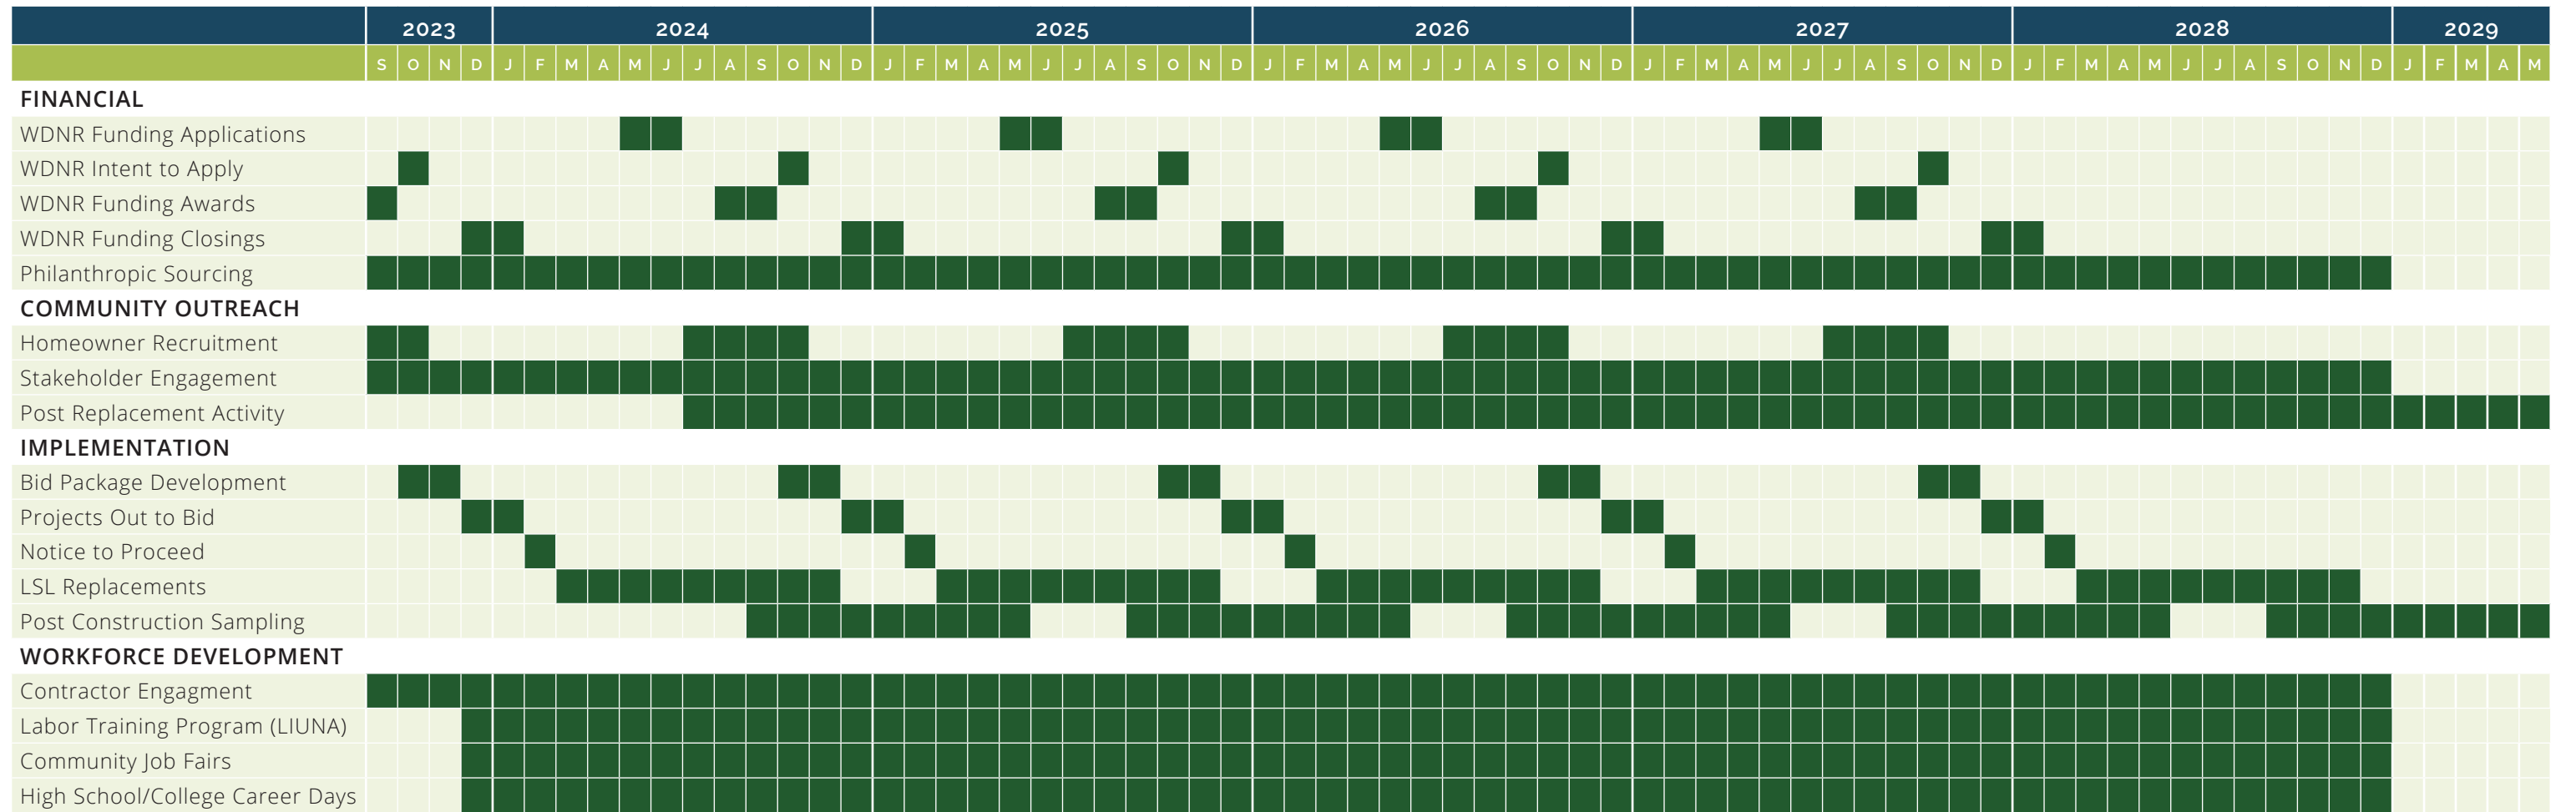 2023 2024 2025 2026 2027 2028 2029
S O N D J F M A M J J A S O N D J F M A M J J A S O N D J F M A M J J A S O N D J F M A M J J A S O N D J F M A M J J A S O N D J F M A M
FINANCIAL
WDNR Funding Applications
WDNR Intent to Apply
WDNR Funding Awards
WDNR Funding Closings
Philanthropic Sourcing
COMMUNITY OUTREACH
Homeowner Recruitment
Stakeholder Engagement
Post Replacement Activity
IMPLEMENTATION
Bid Package Development
Projects Out to Bid
Notice to Proceed
LSL Replacements
Post Construction Sampling
WORKFORCE DEVELOPMENT
Contractor Engagment
Labor Training Program (LIUNA)
Community Job Fairs
High School/College Career Days